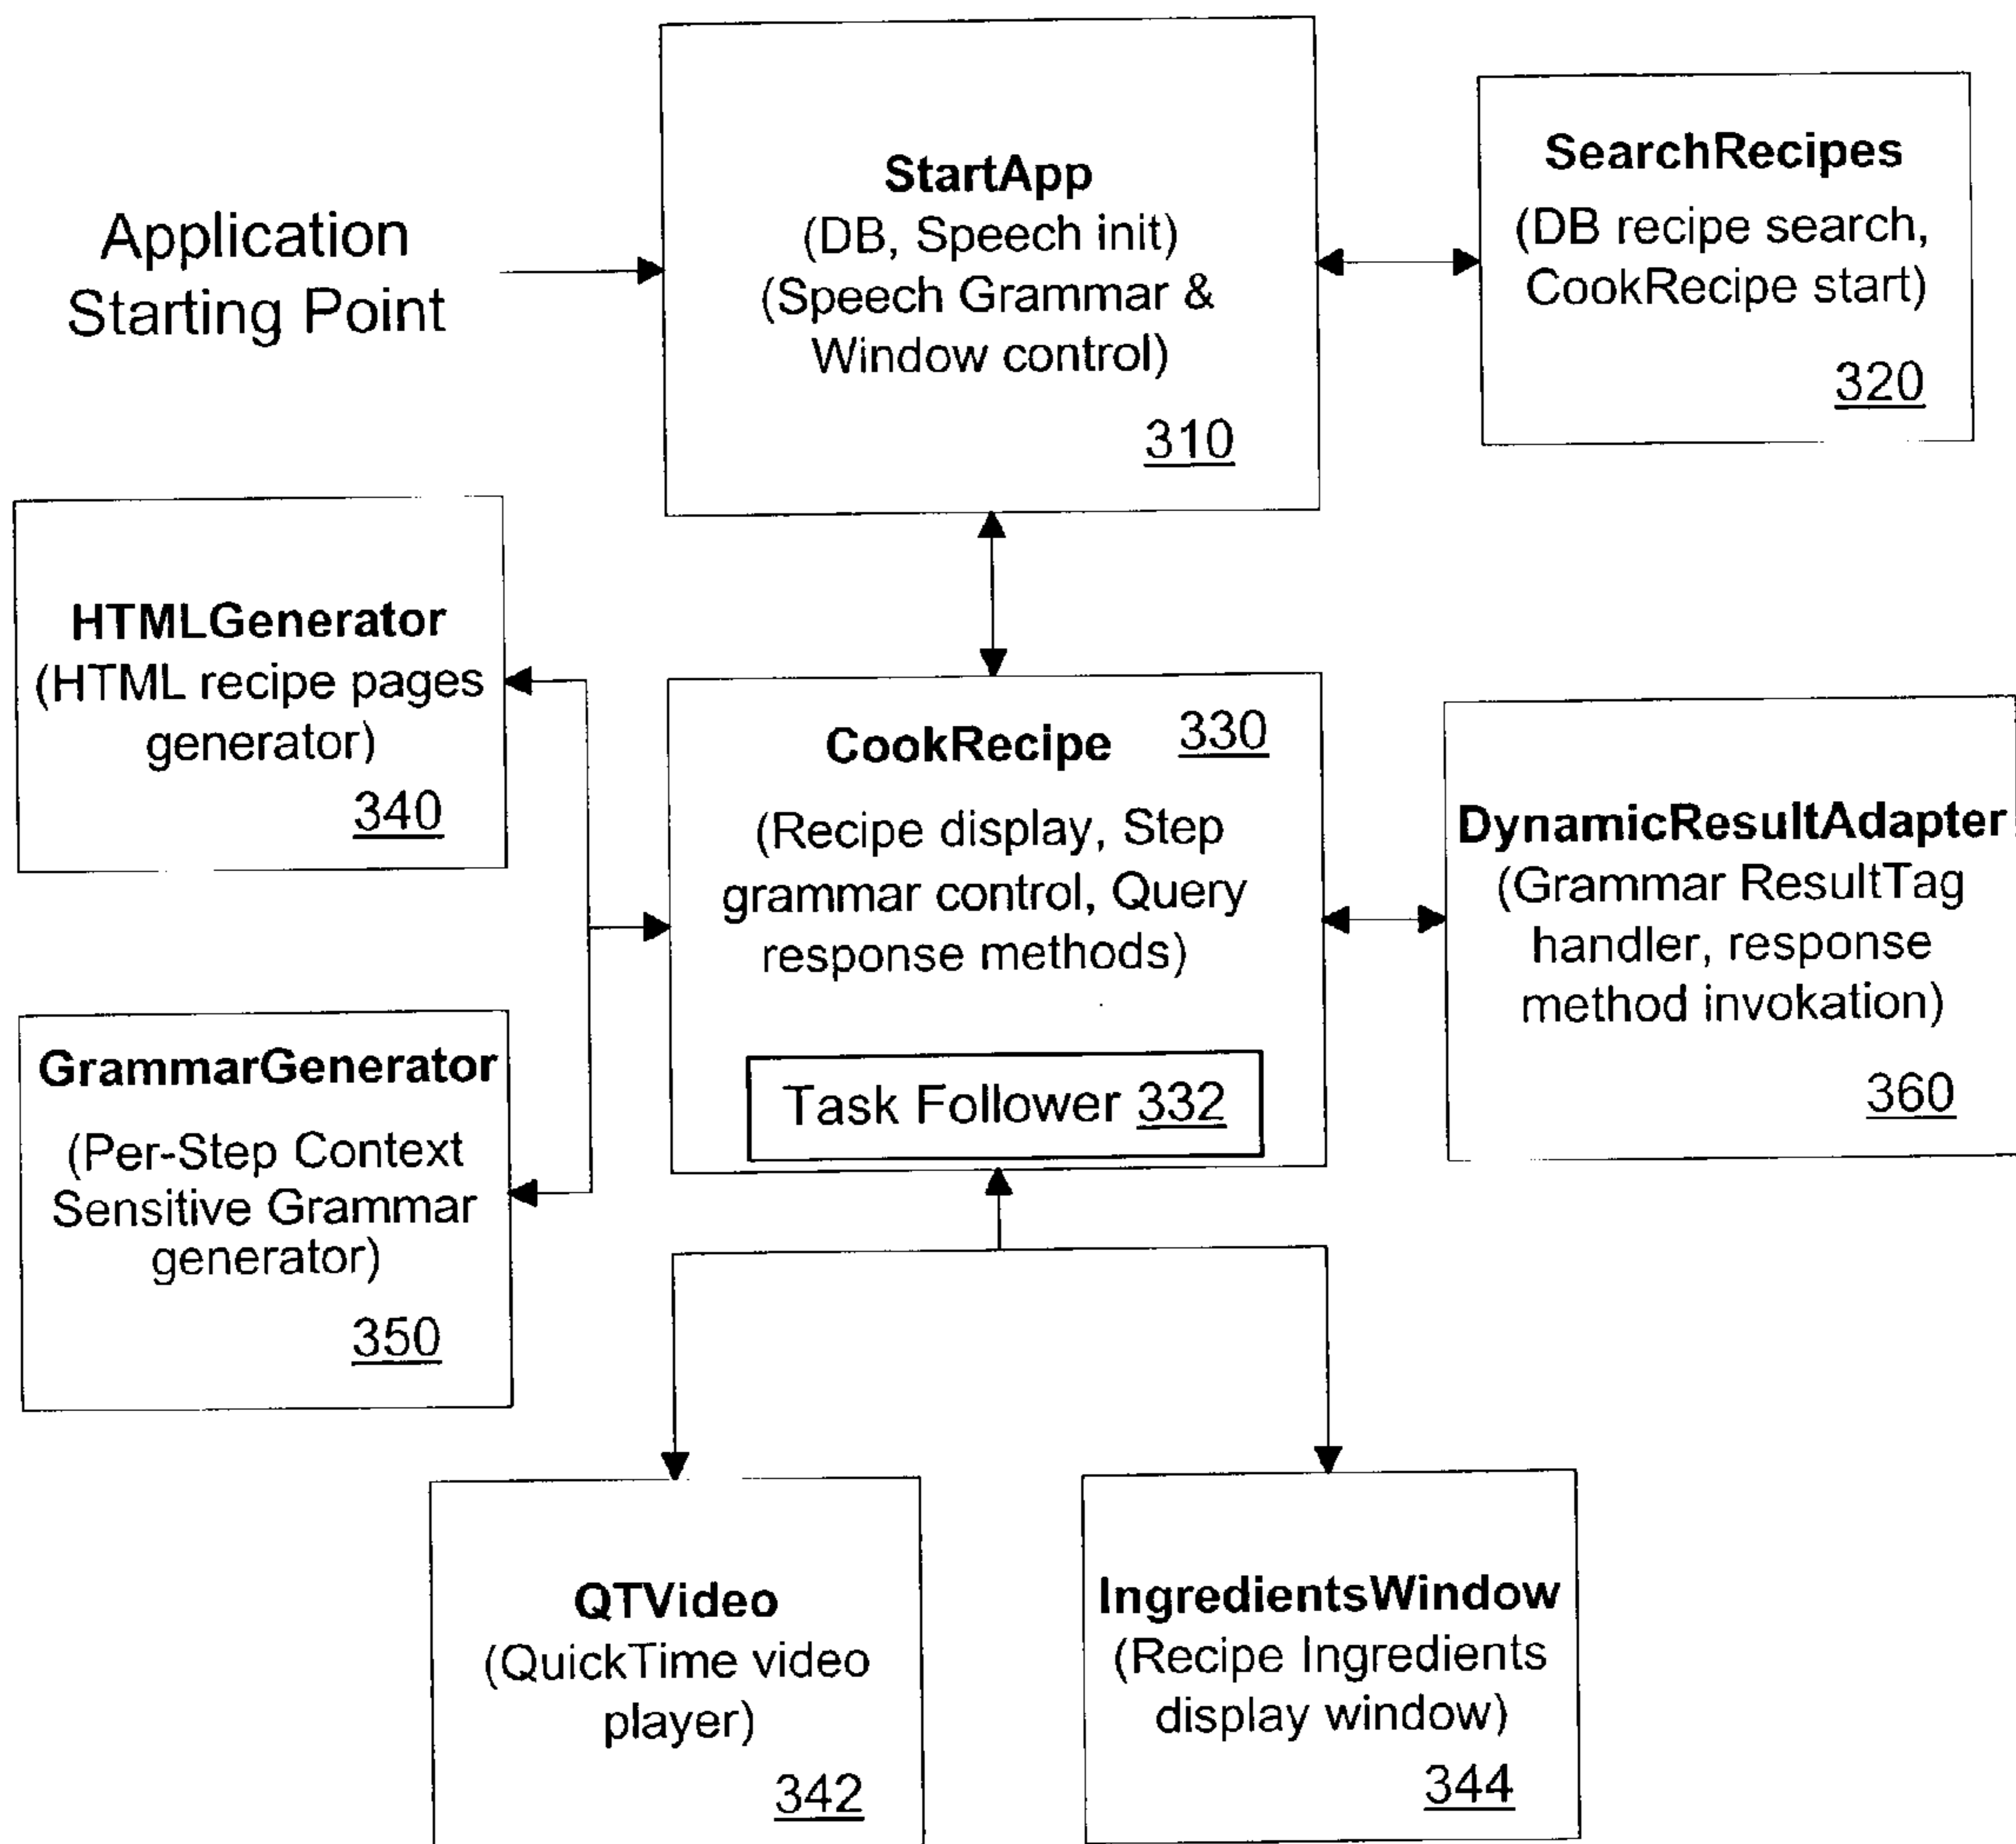 Application
Starting Point
StartApp
(DB, Speech init)
(Speech Grammar &
Window control)
310
SearchRecipes
(DB recipe search,
CookRecipe start)
320
HTMLGenerator
(HTML recipe pages
generator)
340
CookRecipe 330
(Recipe display, Step
grammar control, Query
response methods)
Task Follower 332
DynamicResultAdapter
(Grammar ResultTag
handler, response
method invokation)
360
GrammarGenerator
(Per-Step Context
Sensitive Grammar
generator)
350
QTVideo
(QuickTime video
player)
342
IngredientsWindow
(Recipe Ingredients
display window)
344